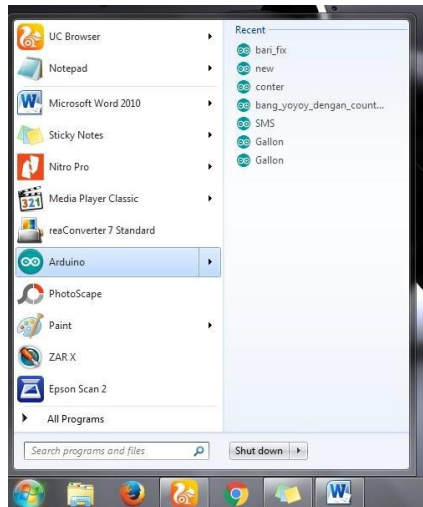 UC Browser
Notepad
Microsoft Word 2010
Sticky Notes
Nitro Pro
Media Player Classic
reaConverter 7 Standard
Arduino
PhotoScape
Paint
ZAR X
Epson Scan 2
All Programs
Search programs and files
Recent
bari_fix
new
conter
bang_yoyoy_dengan_count...
SMS
Gallon
Gallon
Shut down
321
W
W